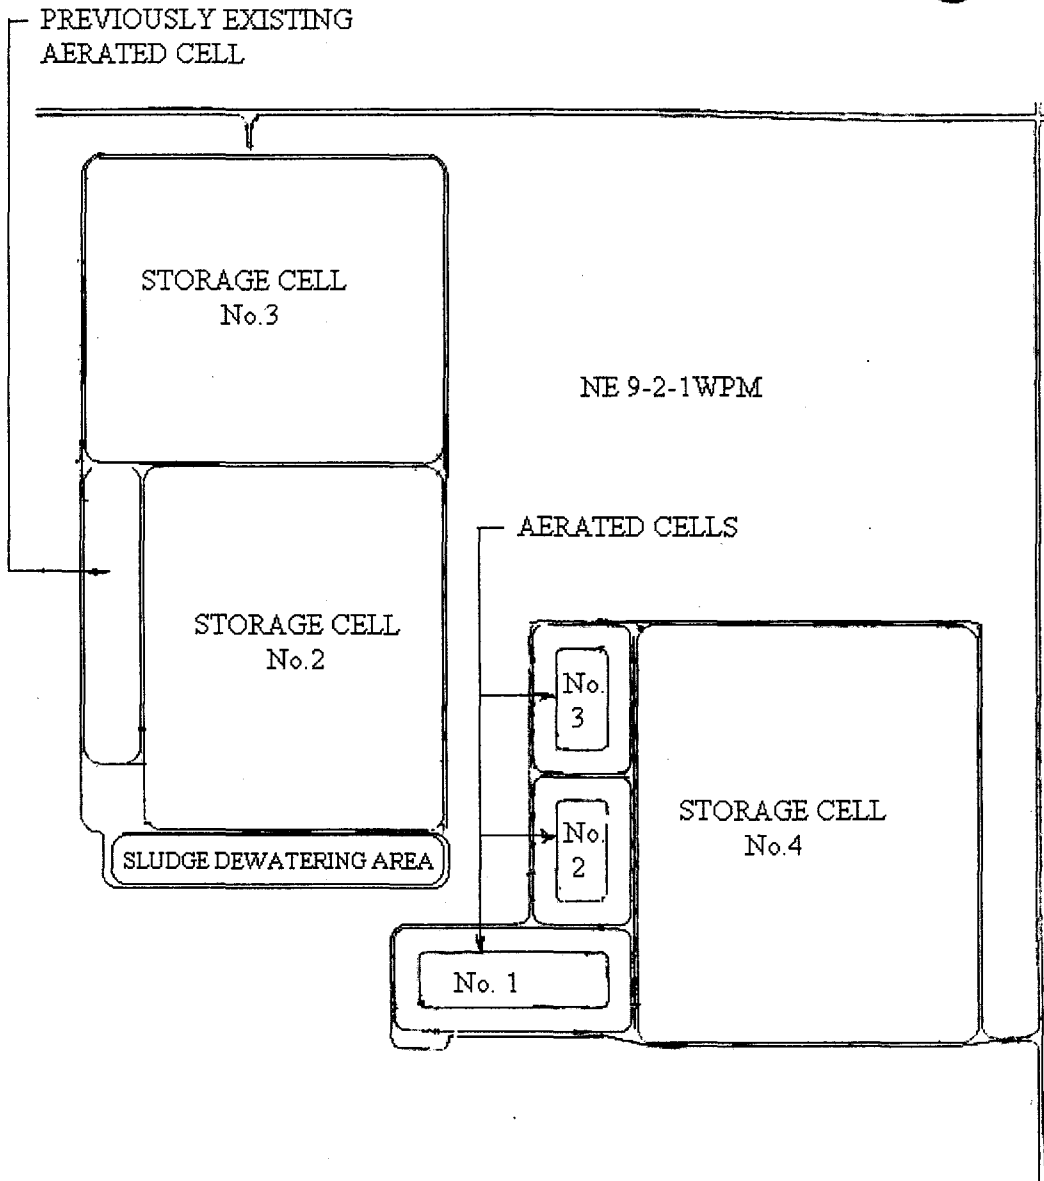 PREVIOUSLY EXISTING
AERATED CELL
STORAGE CELL
No.3
NE 9-2-1WPM
AERATED CELLS
STORAGE CELL
No.2
No.
3
STORAGE CELL
No.4
No.
2
SLUDGE DEWATERING AREA
No. 1